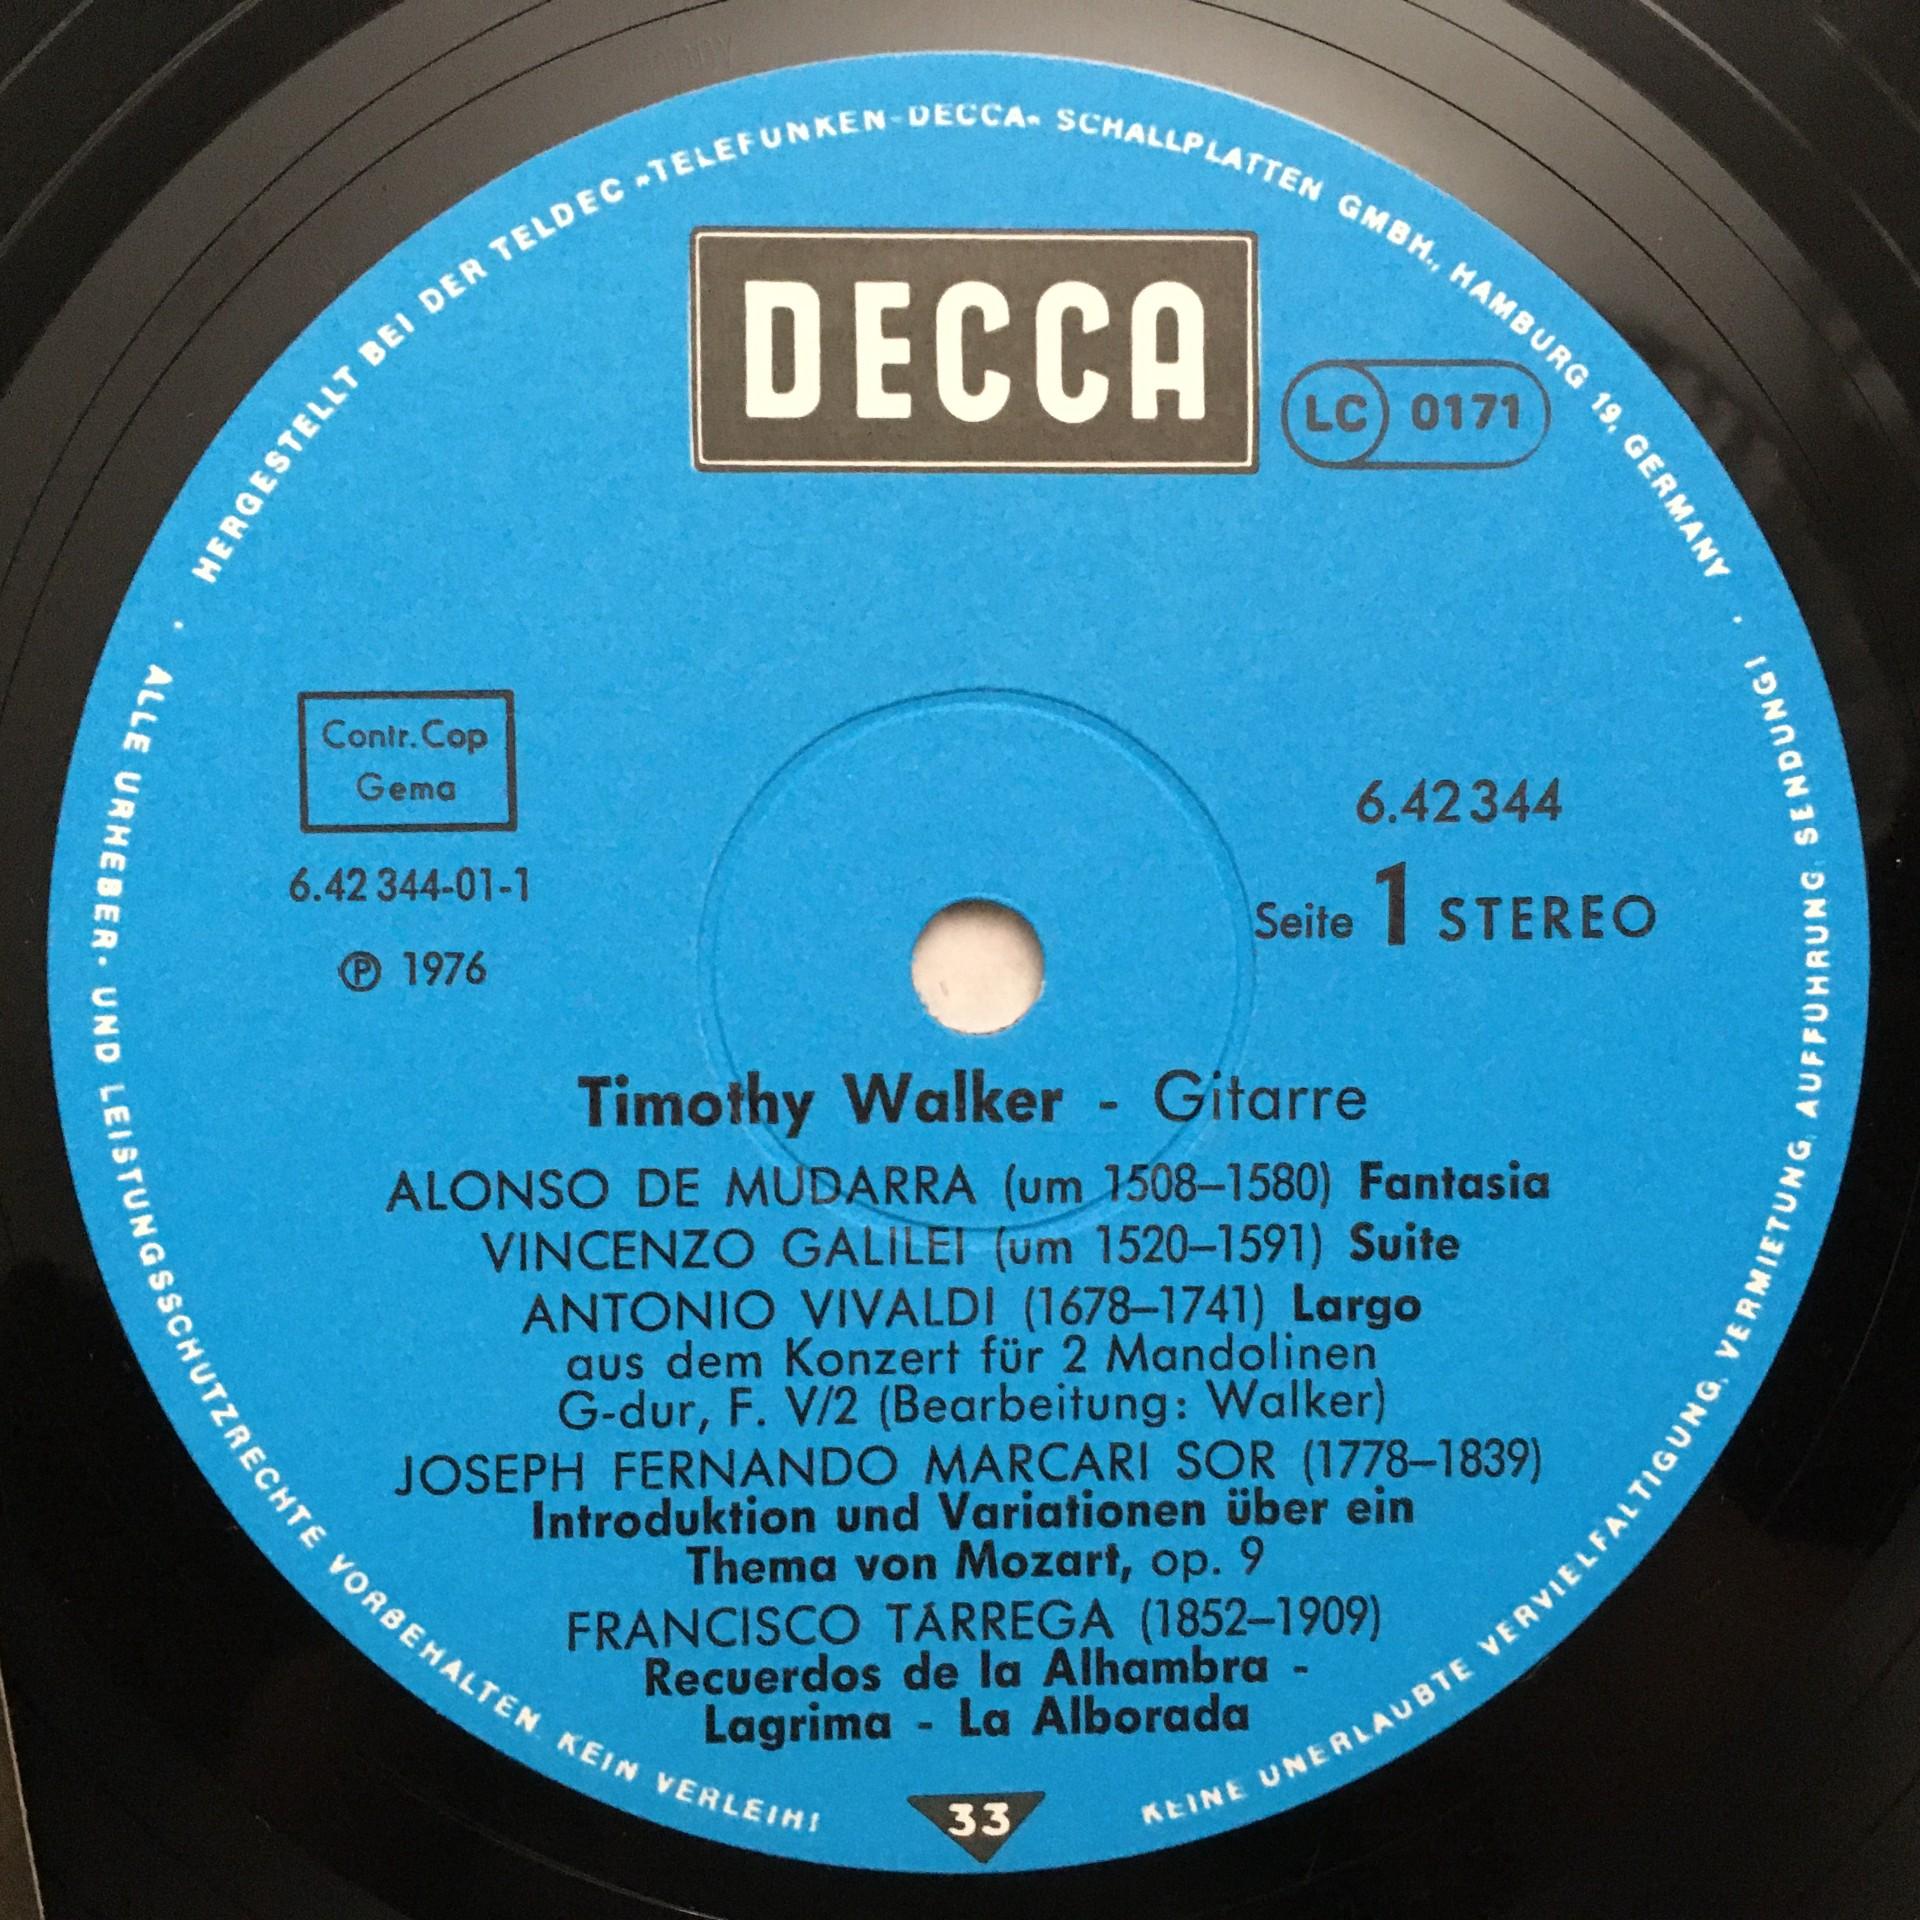 HERGESTELLT BEI DER TELDEC »TELEFUNKEN-DECCA« SCHALLPLATTEN GMBH., HAMBURG 19, GERMANY ·
DECCA
LC 0171
Contr. Cop
Gema
6.42 344-01-1
Ⓟ 1976
6.42 344
Seite 1 STEREO
Timothy Walker - Gitarre
ALONSO DE MUDARRA (um 1508–1580) Fantasia
VINCENZO GALILEI (um 1520–1591) Suite
ANTONIO VIVALDI (1678–1741) Largo
aus dem Konzert für 2 Mandolinen
G-dur, F. V/2 (Bearbeitung: Walker)
JOSEPH FERNANDO MARCARI SOR (1778–1839)
Introduktion und Variationen über ein
Thema von Mozart, op. 9
FRANCISCO TÁRREGA (1852–1909)
Recuerdos de la Alhambra -
Lagrima - La Alborada
33
· ALLE URHEBER- UND LEISTUNGSSCHUTZRECHTE VORBEHALTEN. KEIN VERLEIH!
KEINE UNERLAUBTE VERVIELFALTIGUNG, VERMIETUNG, AUFFUHRUNG, SENDUNG!